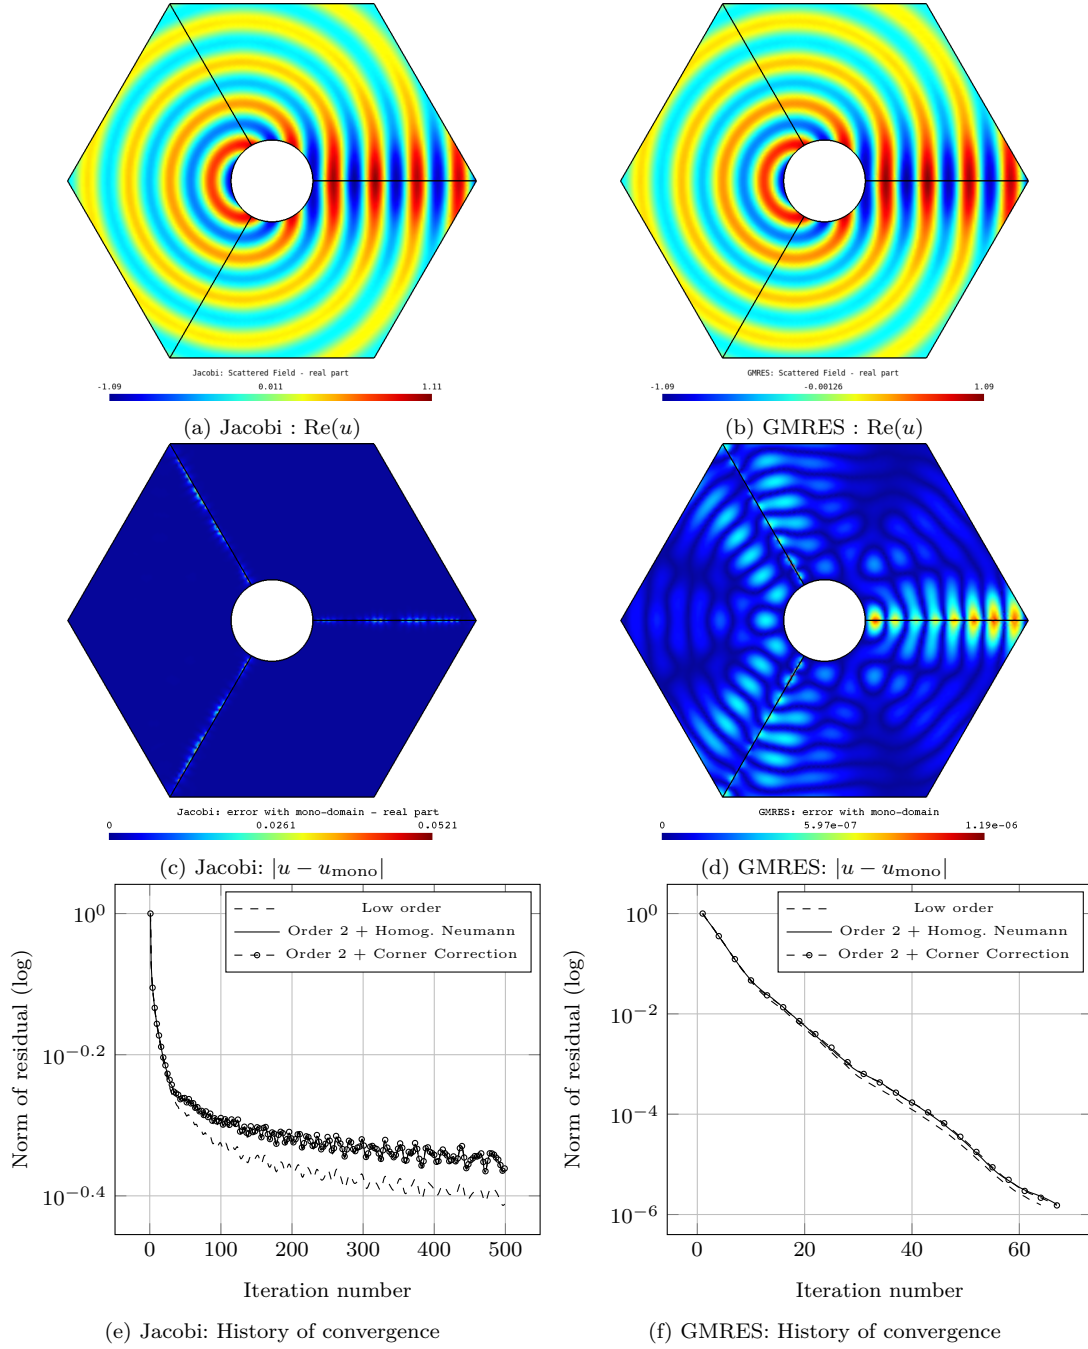 Jacobi: Scattered Field - real part
-1.09 0.011 1.11
(a) Jacobi : Re(u)
GMRES: Scattered Field - real part
-1.09 -0.00126 1.09
(b) GMRES : Re(u)
Jacobi: error with mono-domain - real part
0 0.0261 0.0521
(c) Jacobi: |u − u_mono|
GMRES: error with mono-domain
0 5.97e-07 1.19e-06
(d) GMRES: |u − u_mono|
Low order
Order 2 + Homog. Neumann
Order 2 + Corner Correction
Norm of residual (log)
10^0
10^−0.2
10^−0.4
0 100 200 300 400 500
Iteration number
(e) Jacobi: History of convergence
Low order
Order 2 + Homog. Neumann
Order 2 + Corner Correction
Norm of residual (log)
10^0
10^−2
10^−4
10^−6
0 20 40 60
Iteration number
(f) GMRES: History of convergence